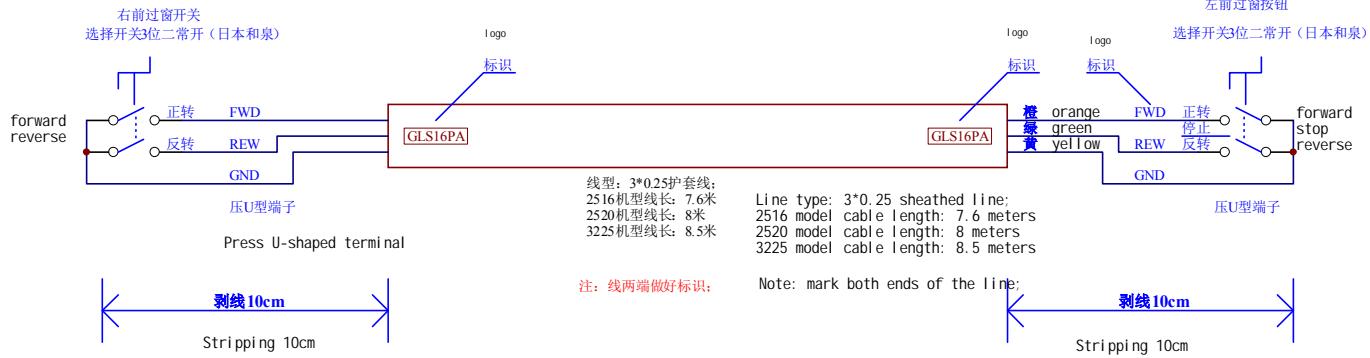 右前过窗开关
选择开关3位二常开（日本和泉）
logo
标识
logo
标识
logo
标识
左前过窗按钮
选择开关3位二常开（日本和泉）
forward
reverse
正转 FWD
反转 REW
GND
GLS16PA
GLS16PA
橙 orange
绿 green
黄 yellow
FWD 正转
停止
REW 反转
GND
forward
stop
reverse
压U型端子
Press U-shaped terminal
线型：3*0.25护套线；
2516机型线长：7.6米
2520机型线长：8米
3225机型线长：8.5米
Line type: 3*0.25 sheathed line;
2516 model cable length: 7.6 meters
2520 model cable length: 8 meters
3225 model cable length: 8.5 meters
压U型端子
注：线两端做好标识；
Note: mark both ends of the line;
剥线10cm
Stripping 10cm
剥线10cm
Stripping 10cm